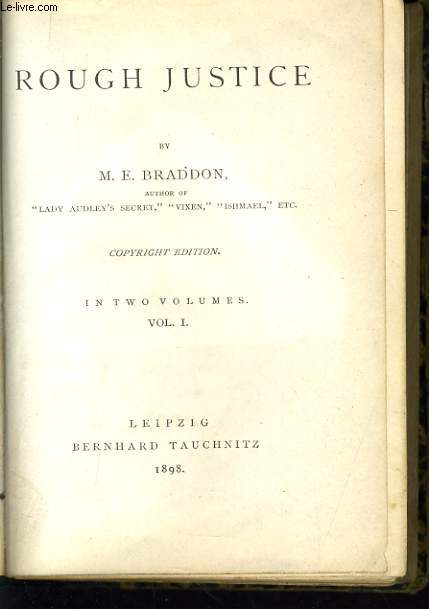 Le-livre.com
ROUGH JUSTICE
BY
M. E. BRADDON,
AUTHOR OF
"LADY AUDLEY'S SECRET," "VIXEN," "ISHMAEL," ETC.
COPYRIGHT EDITION.
IN TWO VOLUMES.
VOL. I.
LEIPZIG
BERNHARD TAUCHNITZ
1898.